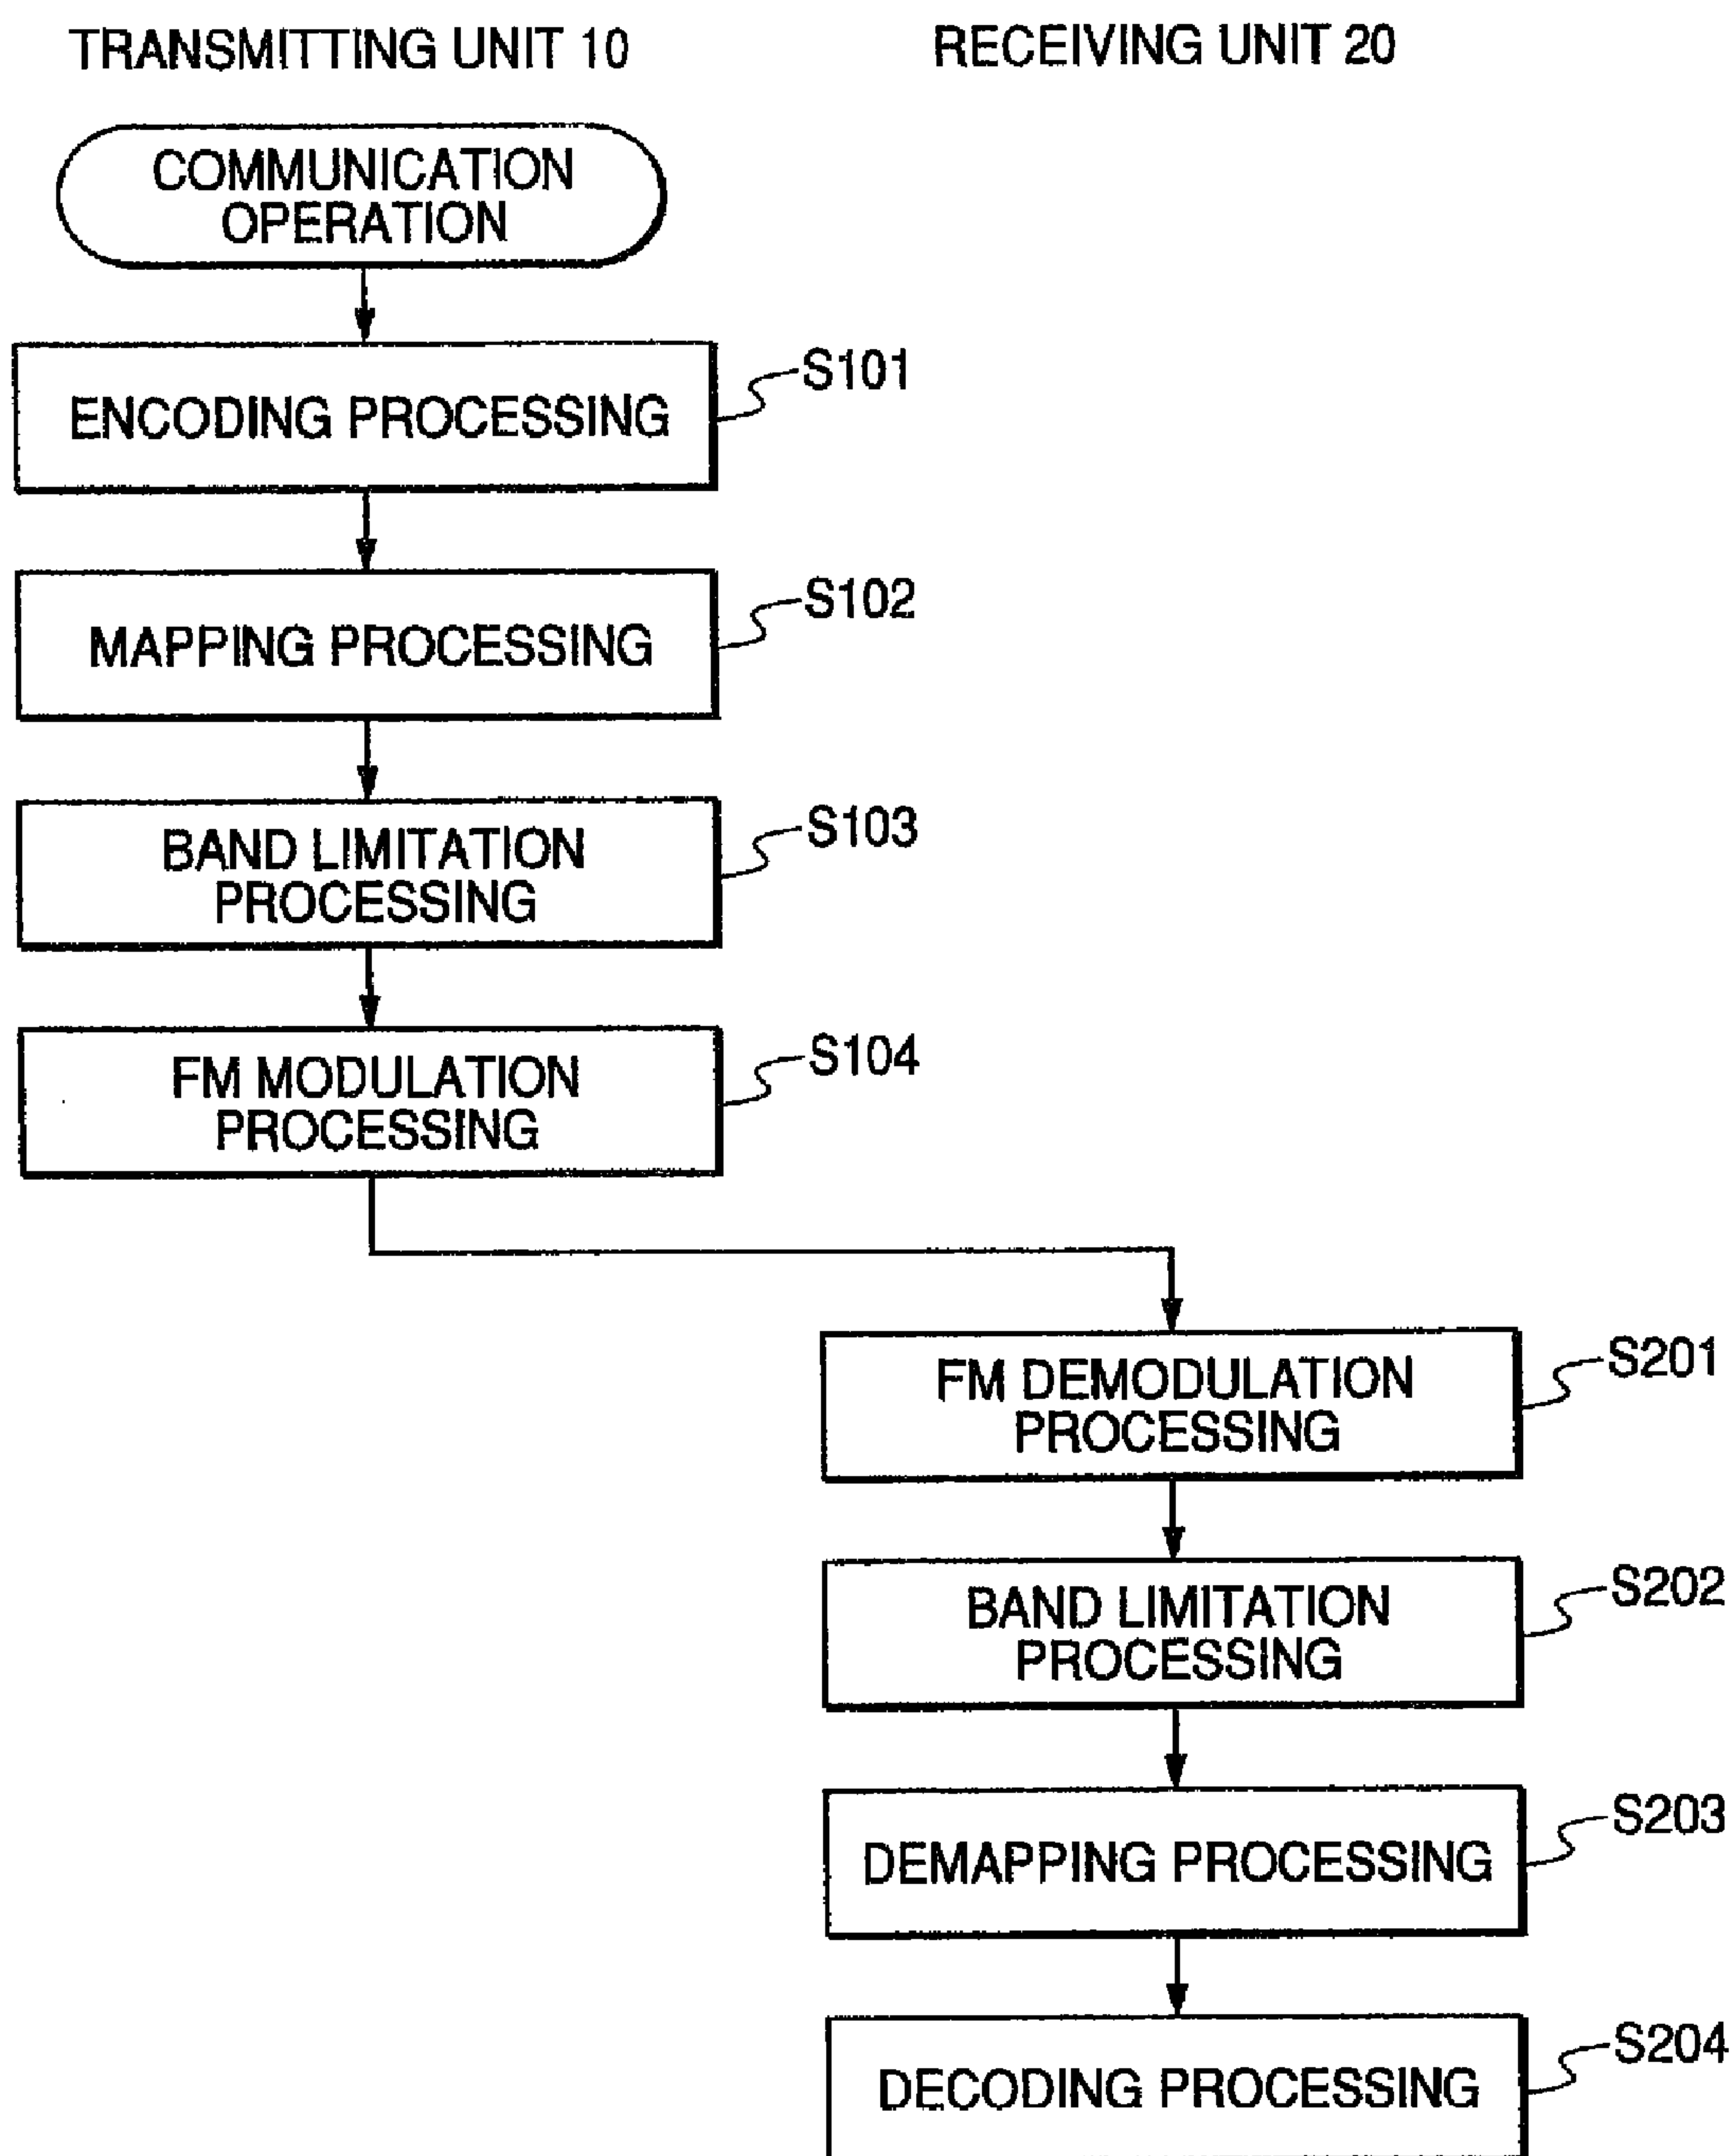 TRANSMITTING UNIT 10
RECEIVING UNIT 20
COMMUNICATION
OPERATION
S101
ENCODING PROCESSING
S102
MAPPING PROCESSING
S103
BAND LIMITATION
PROCESSING
S104
FM MODULATION
PROCESSING
S201
FM DEMODULATION
PROCESSING
S202
BAND LIMITATION
PROCESSING
S203
DEMAPPING PROCESSING
S204
DECODING PROCESSING